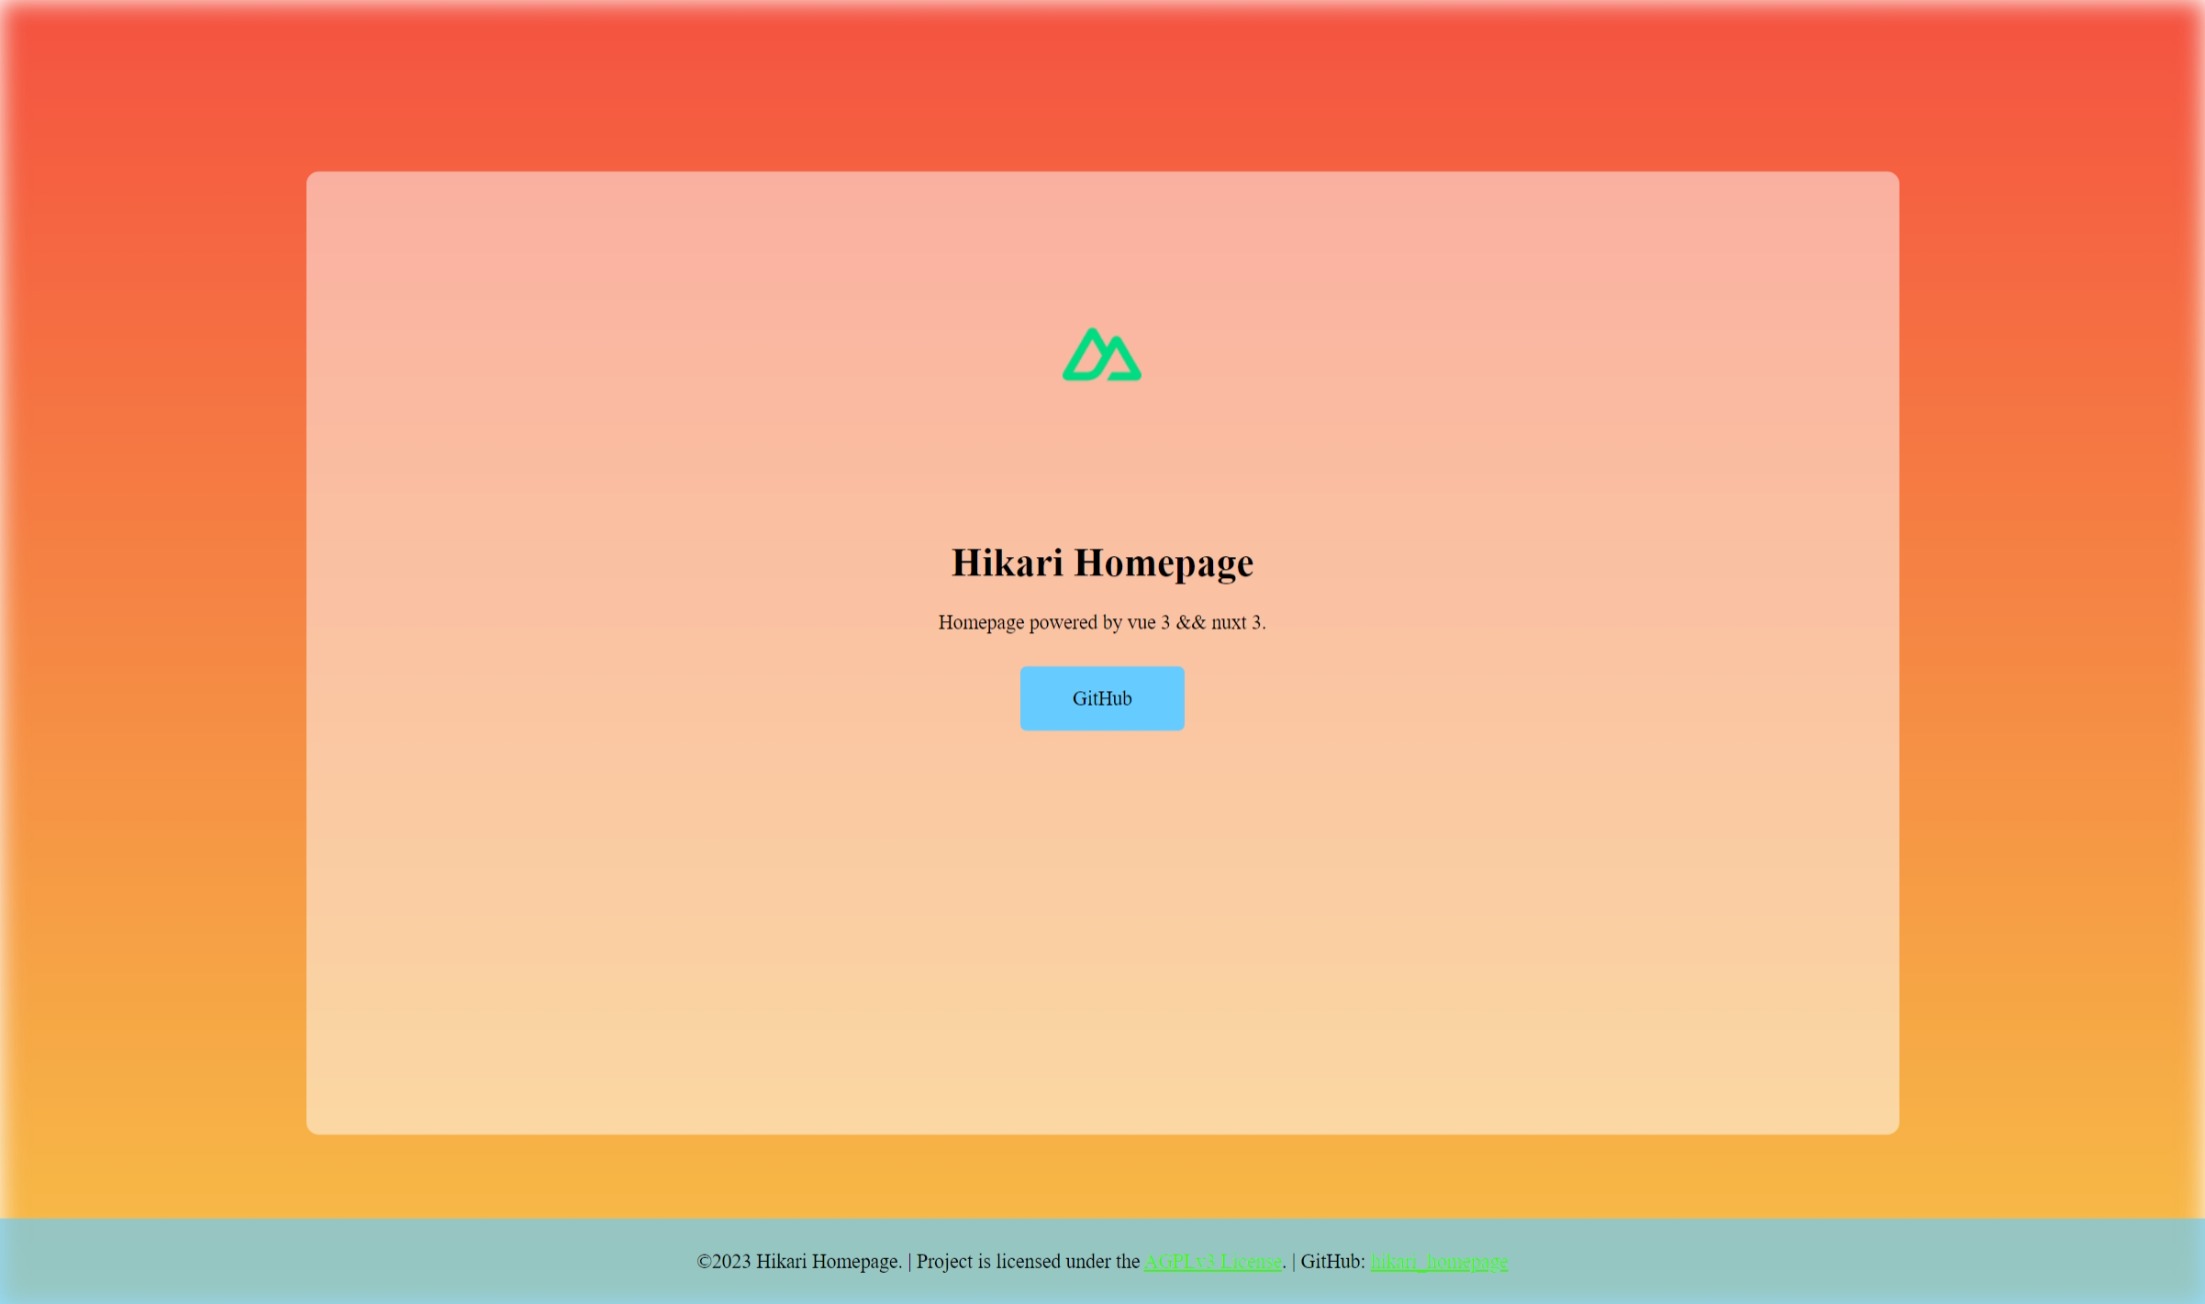 Hikari Homepage
Homepage powered by vue 3 && nuxt 3.
GitHub
©2023 Hikari Homepage. | Project is licensed under the AGPLv3 License. | GitHub: hikari_homepage